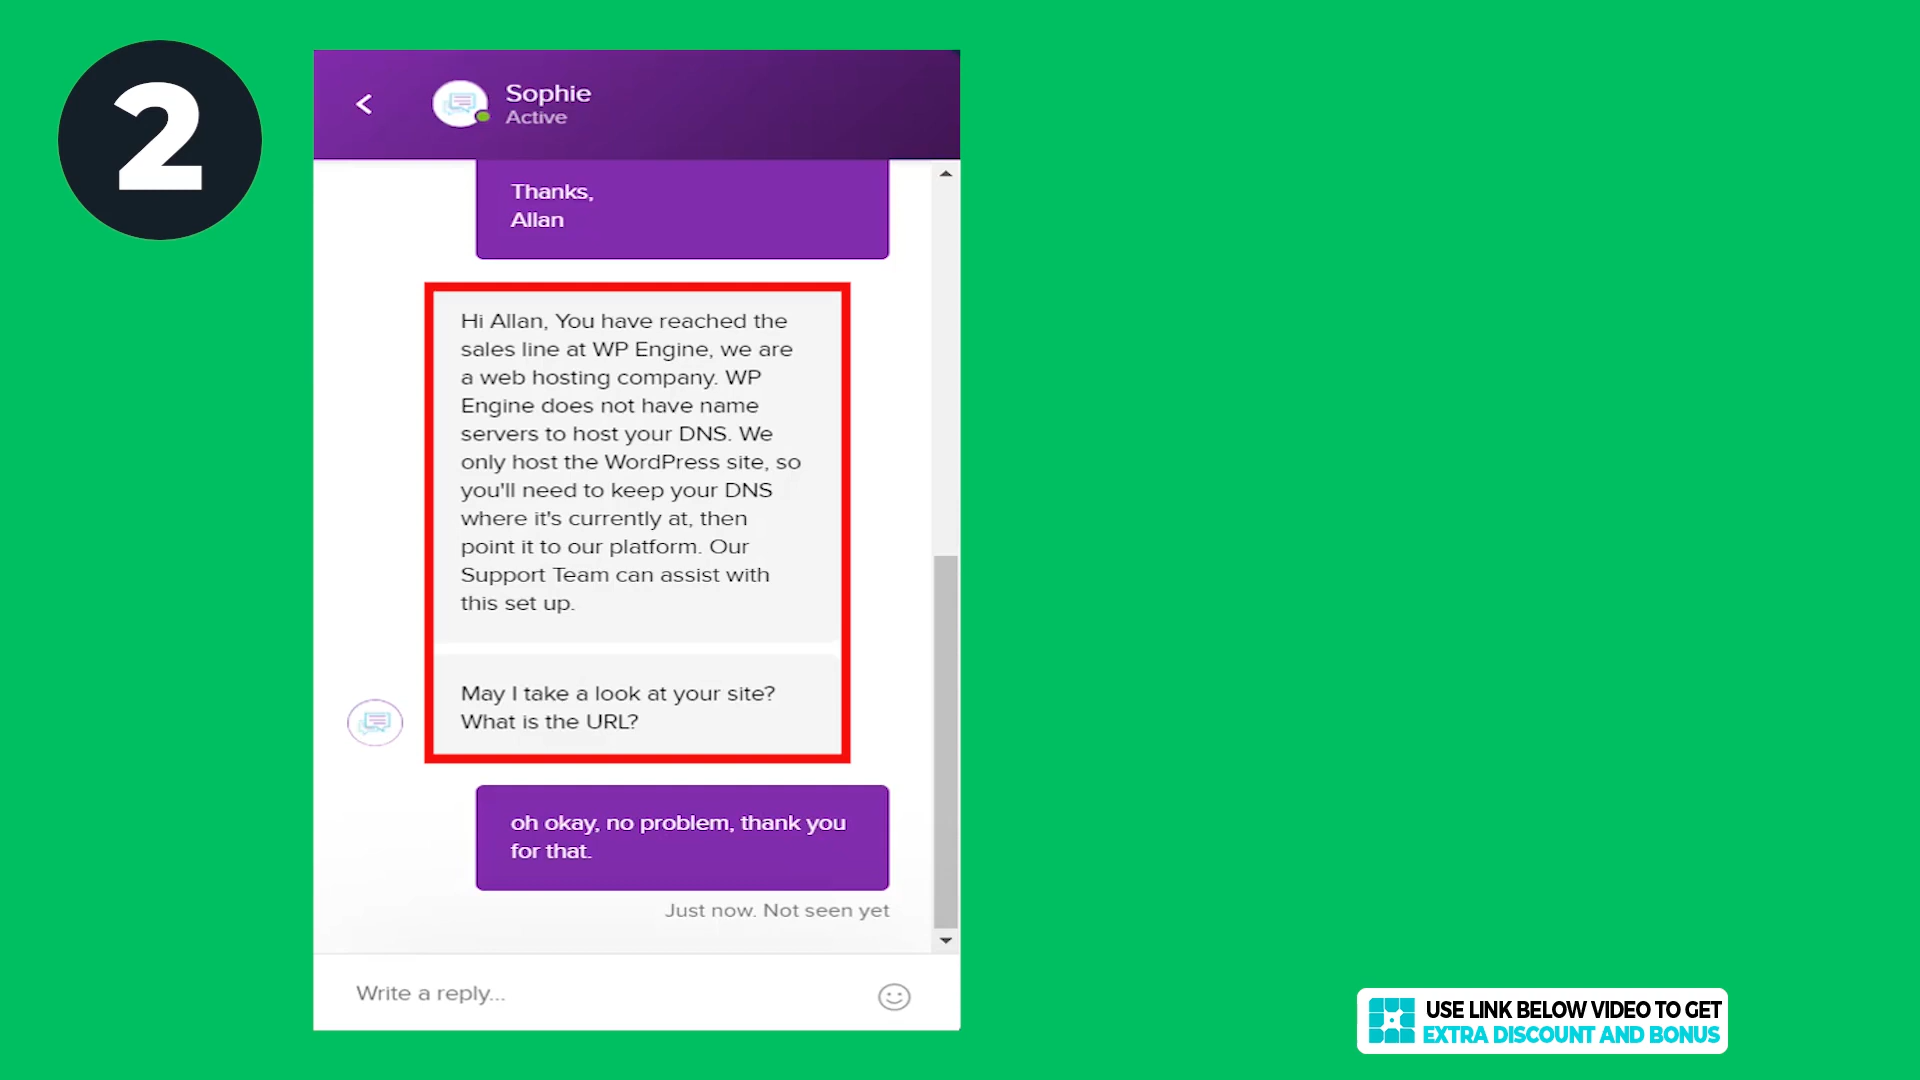 2
Sophie
Active
Thanks,
Allan
Hi Allan, You have reached the
sales line at WP Engine, we are
a web hosting company. WP
Engine does not have name
servers to host your DNS. We
only host the WordPress site, so
you'll need to keep your DNS
where it's currently at, then
point it to our platform. Our
Support Team can assist with
this set up.
May I take a look at your site?
What is the URL?
oh okay, no problem, thank you
for that.
Just now. Not seen yet
Write a reply...
USE LINK BELOW VIDEO TO GET
EXTRA DISCOUNT AND BONUS